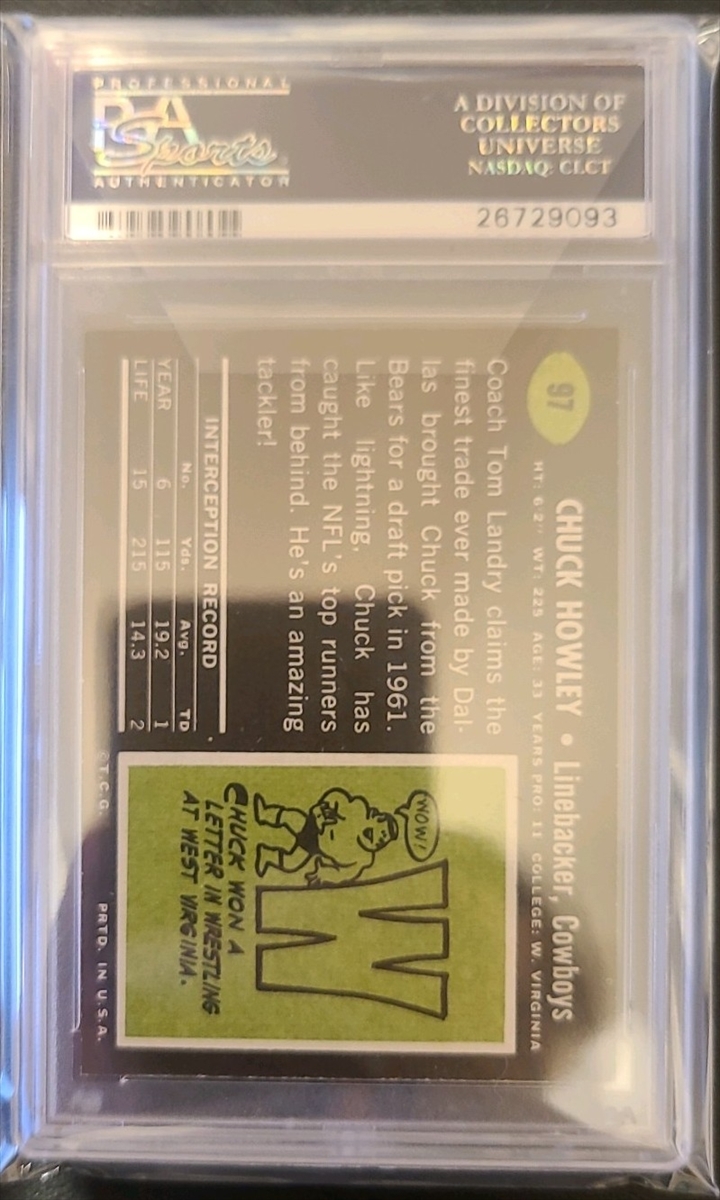 PROFESSIONAL
PSA
Sports
AUTHENTICATOR
A DIVISION OF
COLLECTORS
UNIVERSE
NASDAQ: CLCT
26729093
97
CHUCK HOWLEY • Linebacker, Cowboys
HT: 6'2" WT: 225 AGE: 33 YEARS PRO: 11 COLLEGE: W. VIRGINIA
Coach Tom Landry claims the
finest trade ever made by Dal-
las brought Chuck from the
Bears for a draft pick in 1961.
Like lightning, Chuck has
caught the NFL's top runners
from behind. He's an amazing
tackler!
INTERCEPTION RECORD
No. Yds. Avg. TD
YEAR 6 115 19.2 1
LIFE 15 215 14.3 2
WOW!
W
CHUCK WON A
LETTER IN WRESTLING
AT WEST VIRGINIA.
©T.C.G. PRTD. IN U.S.A.